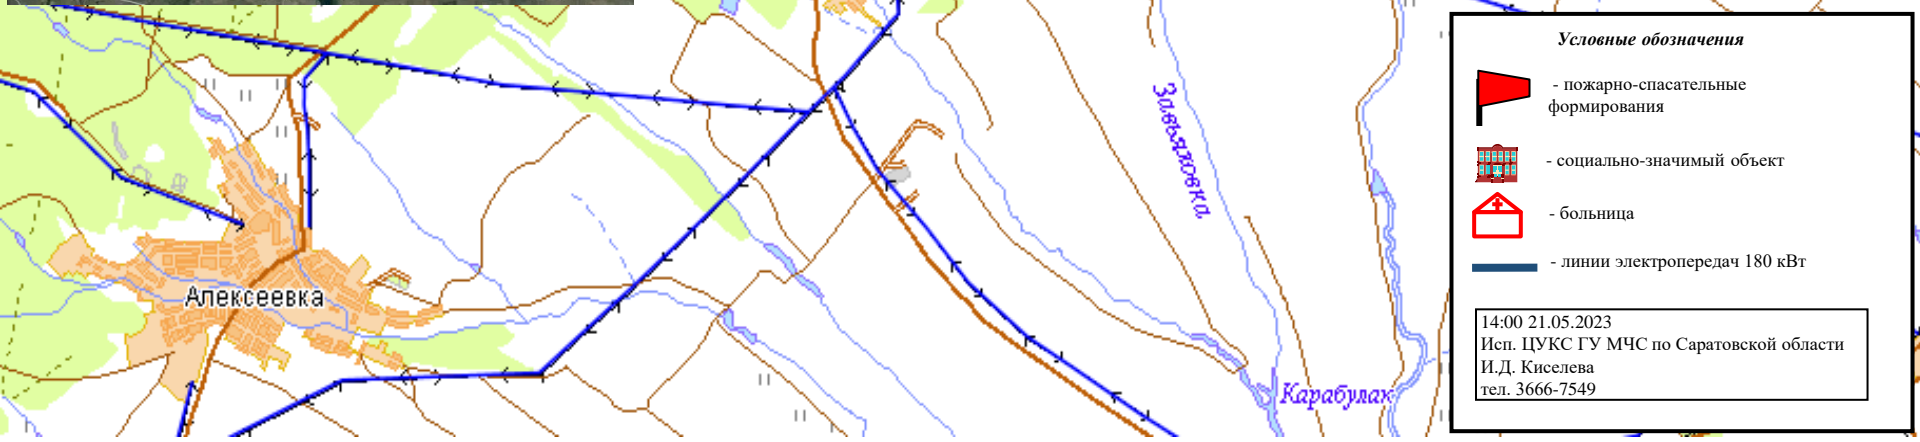 Завьяловка
Алексеевка
Карабулак
Условные обозначения
- пожарно-спасательные
формирования
- социально-значимый объект
- больница
- линии электропередач 180 кВт
14:00 21.05.2023
Исп. ЦУКС ГУ МЧС по Саратовской области
И.Д. Киселева
тел. 3666-7549